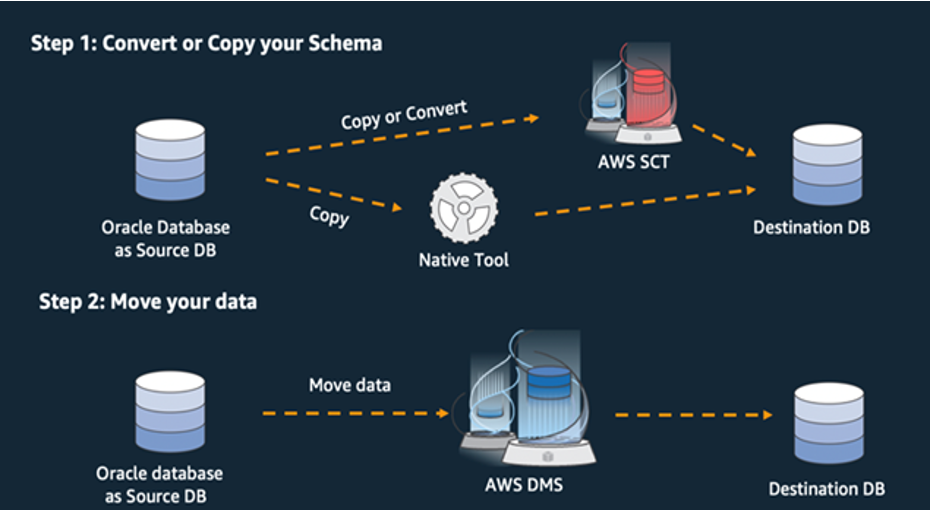 Step 1: Convert or Copy your Schema
Copy or Convert
AWS SCT
Oracle Database
as Source DB
Copy
Native Tool
Destination DB
Step 2: Move your data
Move data
Oracle database
as Source DB
AWS DMS
Destination DB